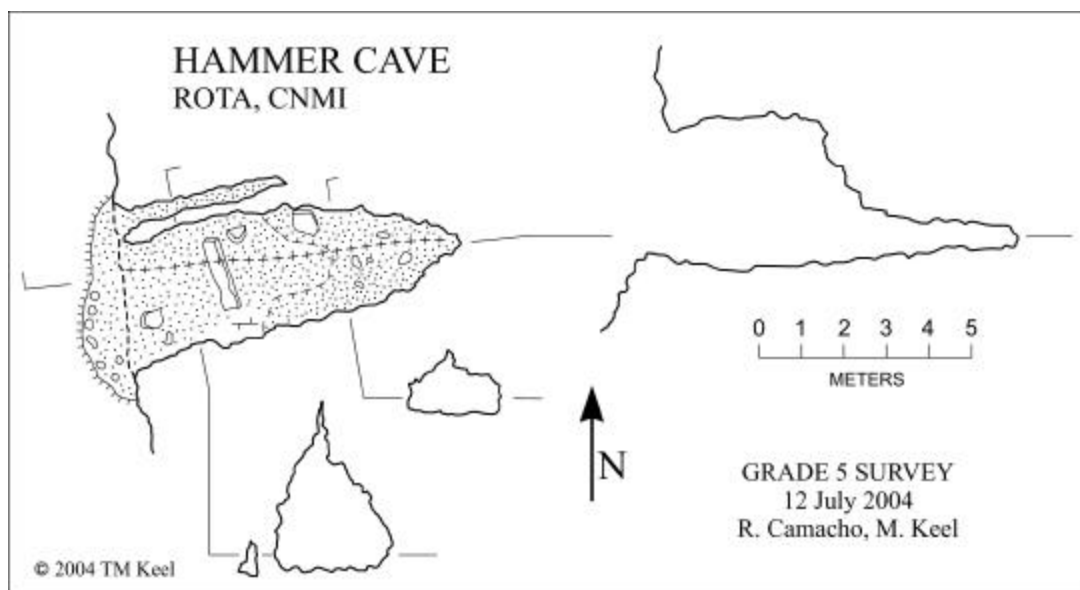 HAMMER CAVE
ROTA, CNMI
0 1 2 3 4 5
METERS
N
GRADE 5 SURVEY
12 July 2004
R. Camacho, M. Keel
© 2004 TM Keel